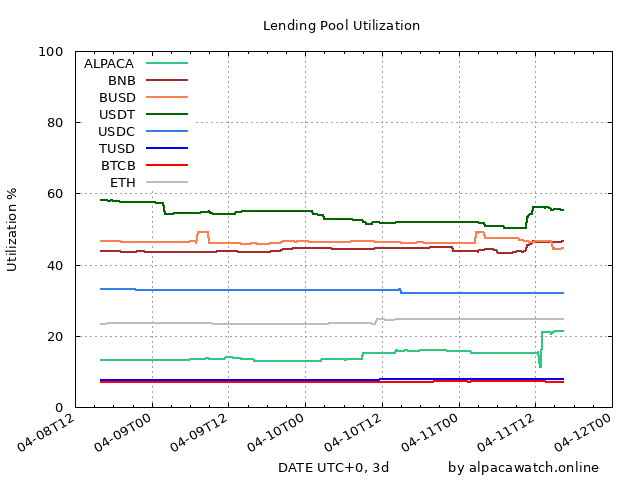 Lending Pool Utilization
Utilization %
100
80
60
40
20
0
ALPACA
BNB
BUSD
USDT
USDC
TUSD
BTCB
ETH
04-08T12
04-09T00
04-09T12
04-10T00
04-10T12
04-11T00
04-11T12
04-12T00
DATE UTC+0, 3d
by alpacawatch.online